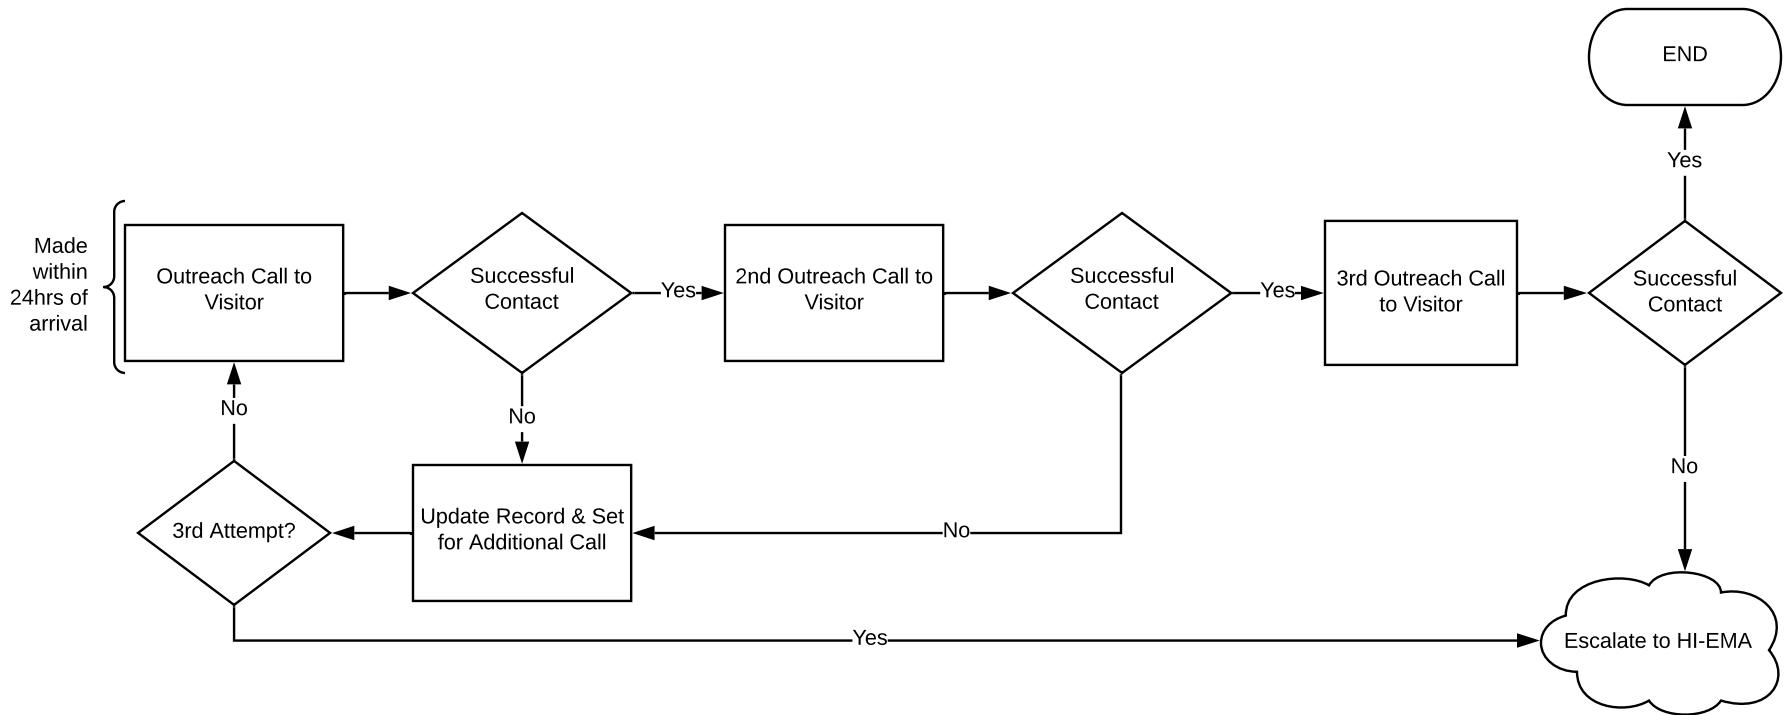 END
Yes
Made
within
24hrs of
arrival
Outreach Call to
Visitor
Successful
Contact
Yes
2nd Outreach Call to
Visitor
Successful
Contact
Yes
3rd Outreach Call
to Visitor
Successful
Contact
No
No
No
3rd Attempt?
Update Record & Set
for Additional Call
No
Yes
Escalate to HI-EMA